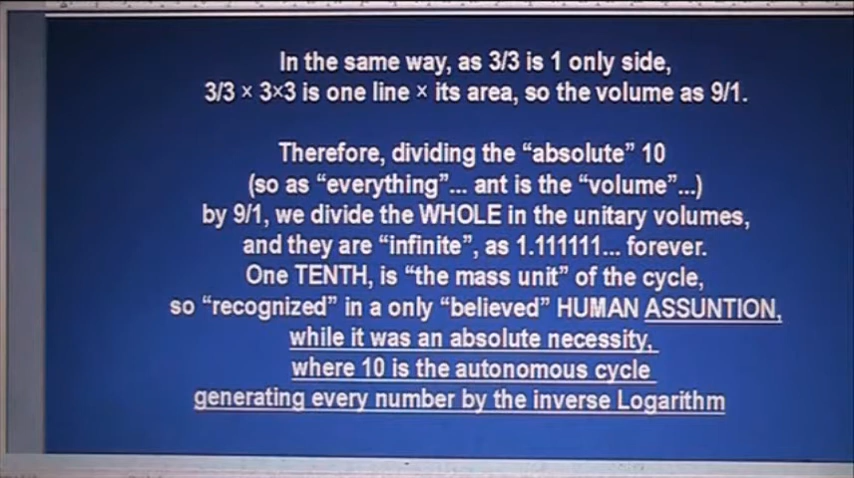 In the same way, as 3/3 is 1 only side,
3/3 × 3×3 is one line × its area, so the volume as 9/1.
Therefore, dividing the “absolute” 10
(so as “everything”... ant is the “volume”...)
by 9/1, we divide the WHOLE in the unitary volumes,
and they are “infinite”, as 1.111111... forever.
One TENTH, is “the mass unit” of the cycle,
so “recognized” in a only “believed” HUMAN ASSUNTION,
while it was an absolute necessity,
where 10 is the autonomous cycle
generating every number by the inverse Logarithm